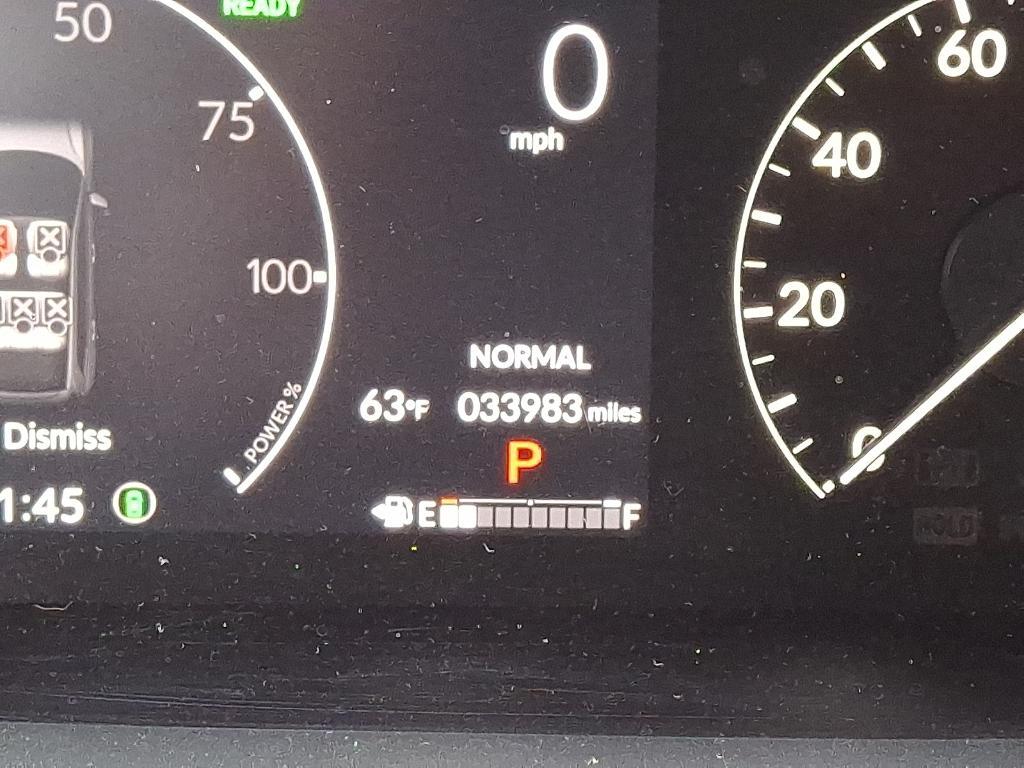 READY
50
75
100
POWER %
Dismiss
1:45
0
mph
NORMAL
63°F 033983 miles
P
E F
60
40
20
0
HOLD